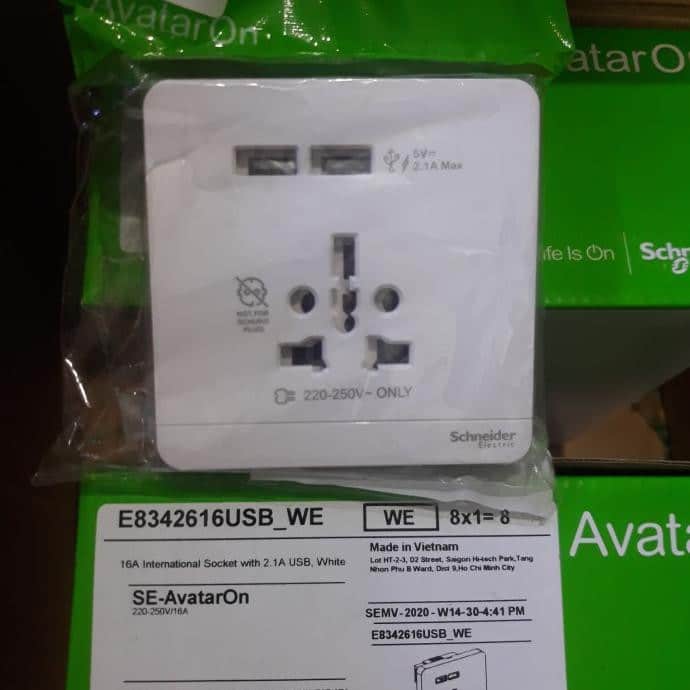 AvatarOn
atarO
5V⎓
2.1A Max
ife Is On | Schn
NOT FOR
SCHUKO
PLUG
220-250V~ ONLY
Schneider
Electric
E8342616USB_WE
WE
8x1= 8
Avata
16A International Socket with 2.1A USB, White
Made in Vietnam
Lot HT-2-3, D2 Street, Saigon Hi-tech Park,Tang
Nhon Phu B Ward, Dist 9,Ho Chi Minh City
SE-AvatarOn
220-250V/16A
SEMV-2020-W14-30-4:41 PM
E8342616USB_WE